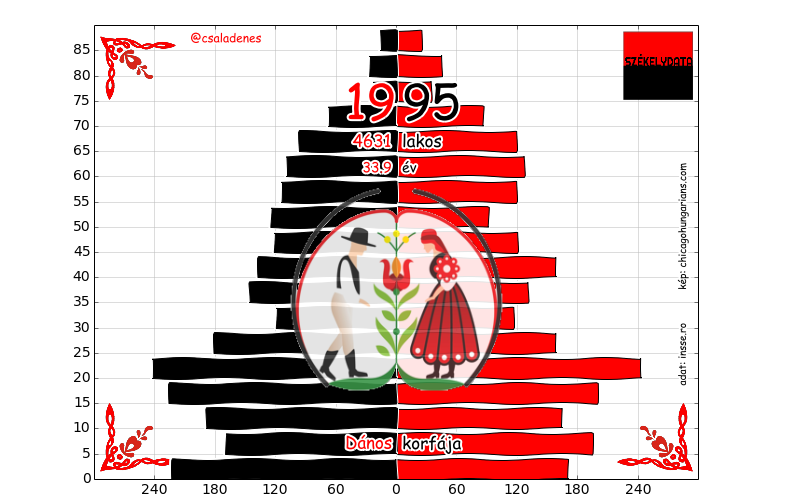 @csaladenes
SZÉKELYDATA
1995
4631 lakos
33.9 év
kép: chicagohungarians.com
adat: insse.ro
Dános korfája
85
80
75
70
65
60
55
50
45
40
35
30
25
20
15
10
5
0
240 180 120 60 0 60 120 180 240